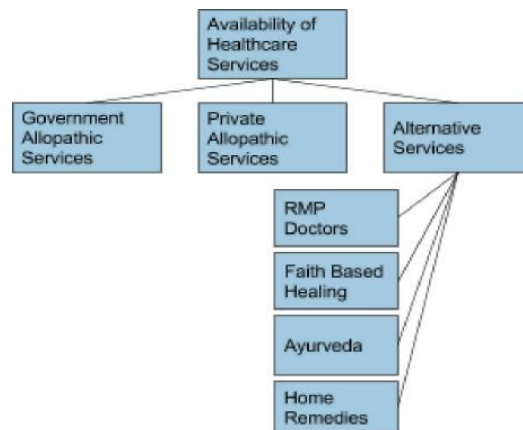 Availability of
Healthcare
Services
Government
Allopathic
Services
Private
Allopathic
Services
Alternative
Services
RMP
Doctors
Faith Based
Healing
Ayurveda
Home
Remedies